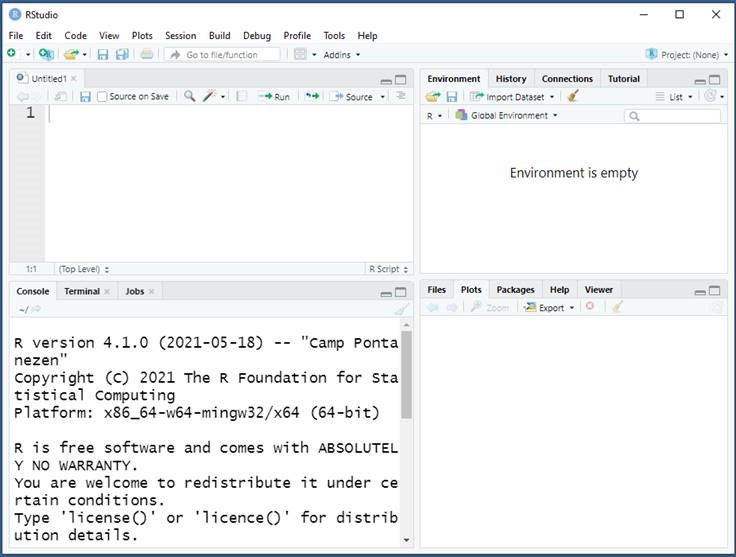 RStudio
File Edit Code View Plots Session Build Debug Profile Tools Help
Go to file/function Addins Project: (None)
Untitled1
Source on Save Run Source
1
1:1 (Top Level) R Script
Console Terminal Jobs
~/
R version 4.1.0 (2021-05-18) -- "Camp Ponta
nezen"
Copyright (C) 2021 The R Foundation for Sta
tistical Computing
Platform: x86_64-w64-mingw32/x64 (64-bit)
R is free software and comes with ABSOLUTEL
Y NO WARRANTY.
You are welcome to redistribute it under ce
rtain conditions.
Type 'license()' or 'licence()' for distrib
ution details.
Environment History Connections Tutorial
Import Dataset List
R Global Environment
Environment is empty
Files Plots Packages Help Viewer
Zoom Export